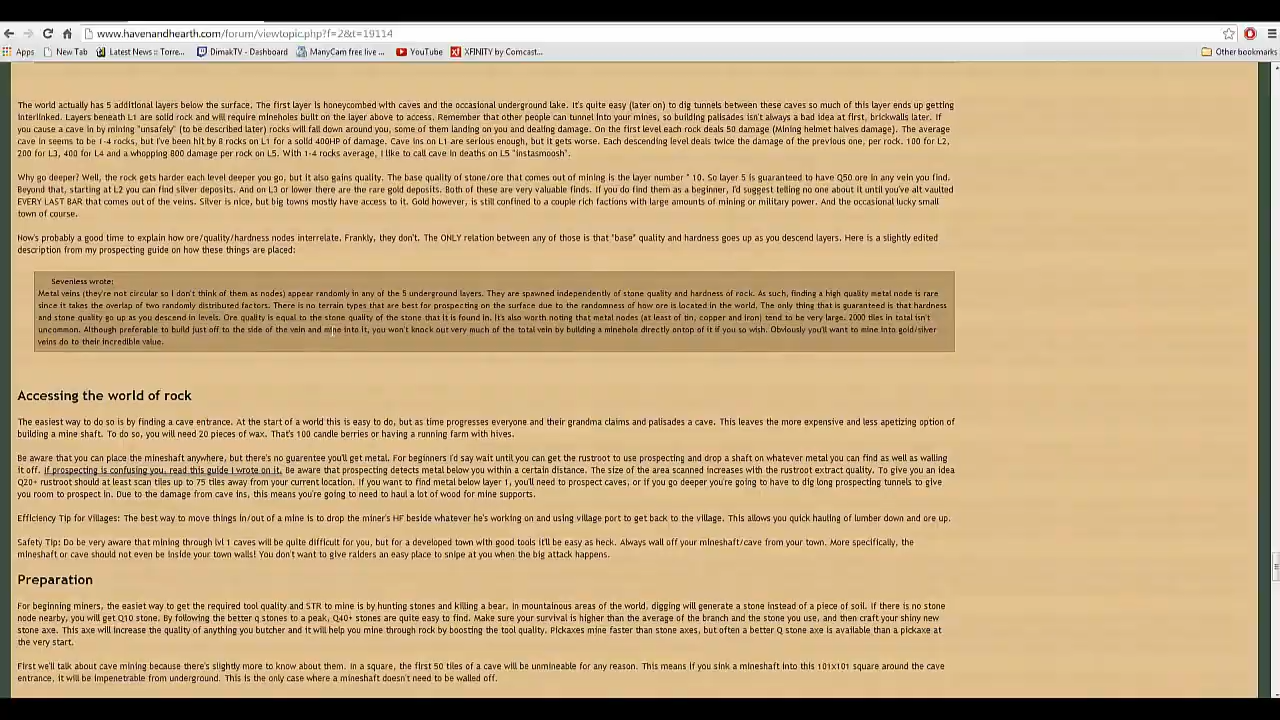 www.havenandhearth.com/forum/viewtopic.php?f=2&t=19114
Apps New Tab Latest News :: Torre... DimakTV - Dashboard ManyCam free live ... YouTube XFINITY by Comcast... Other bookmarks
The world actually has 5 additional layers below the surface. The first layer is honeycombed with caves and the occasional underground lake. It's quite easy (later on) to dig tunnels between these caves so much of this layer ends up getting
interlinked. Layers beneath L1 are solid rock and will require mineholes built on the layer above to access. Remember that other people can tunnel into your mines, so building palisades isn't always a bad idea at first, brickwalls later. If
you cause a cave in by mining "unsafely" (to be described later) rocks will fall down around you, some of them landing on you and dealing damage. On the first level each rock deals 50 damage (Mining helmet halves damage). The average
cave in seems to be 1-4 rocks, but I've been hit by 8 rocks on L1 for a solid 400HP of damage. Cave ins on L1 are serious enough, but it gets worse. Each descending level deals twice the damage of the previous one, per rock. 100 for L2,
200 for L3, 400 for L4 and a whopping 800 damage per rock on L5. With 1-4 rocks average, I like to call cave in deaths on L5 "instasmoosh".
Why go deeper? Well, the rock gets harder each level deeper you go, but it also gains quality. The base quality of stone/ore that comes out of mining is the layer number * 10. So layer 5 is guaranteed to have Q50 ore in any vein you find.
Beyond that, starting at L2 you can find silver deposits. And on L3 or lower there are the rare gold deposits. Both of these are very valuable finds. If you do find them as a beginner, I'd suggest telling no one about it until you've alt vaulted
EVERY LAST BAR that comes out of the veins. Silver is nice, but big towns mostly have access to it. Gold however, is still confined to a couple rich factions with large amounts of mining or military power. And the occasional lucky small
town of course.
Now's probably a good time to explain how ore/quality/hardness nodes interrelate. Frankly, they don't. The ONLY relation between any of those is that "base" quality and hardness goes up as you descend layers. Here is a slightly edited
description from my prospecting guide on how these things are placed:
Sevenless wrote:
Metal veins (they're not circular so I don't think of them as nodes) appear randomly in any of the 5 underground layers. They are spawned independently of stone quality and hardness of rock. As such, finding a high quality metal node is rare
since it takes the overlap of two randomly distributed factors. There is no terrain types that are best for prospecting on the surface due to the randomness of how ore is located in the world. The only thing that is guaranteed is that hardness
and stone quality go up as you descend in levels. Ore quality is equal to the stone quality of the stone that it is found in. It's also worth noting that metal nodes (at least of tin, copper and iron) tend to be very large. 2000 tiles in total isn't
uncommon. Although preferable to build just off to the side of the vein and mine into it, you won't knock out very much of the total vein by building a minehole directly ontop of it if you so wish. Obviously you'll want to mine into gold/silver
veins do to their incredible value.
Accessing the world of rock
The easiest way to do so is by finding a cave entrance. At the start of a world this is easy to do, but as time progresses everyone and their grandma claims and palisades a cave. This leaves the more expensive and less apetizing option of
building a mine shaft. To do so, you will need 20 pieces of wax. That's 100 candle berries or having a running farm with hives.
Be aware that you can place the mineshaft anywhere, but there's no guarentee you'll get metal. For beginners I'd say wait until you can get the rustroot to use prospecting and drop a shaft on whatever metal you can find as well as walling
it off. If prospecting is confusing you, read this guide I wrote on it. Be aware that prospecting detects metal below you within a certain distance. The size of the area scanned increases with the rustroot extract quality. To give you an idea
Q20+ rustroot should at least scan tiles up to 75 tiles away from your current location. If you want to find metal below layer 1, you'll need to prospect caves, or if you go deeper you're going to have to dig long prospecting tunnels to give
you room to prospect in. Due to the damage from cave ins, this means you're going to need to haul a lot of wood for mine supports.
Efficiency Tip for Villages: The best way to move things in/out of a mine is to drop the miner's HF beside whatever he's working on and using village port to get back to the village. This allows you quick hauling of lumber down and ore up.
Safety Tip: Do be very aware that mining through lvl 1 caves will be quite difficult for you, but for a developed town with good tools it'll be easy as heck. Always wall off your mineshaft/cave from your town. More specifically, the
mineshaft or cave should not even be inside your town walls! You don't want to give raiders an easy place to snipe at you when the big attack happens.
Preparation
For beginning miners, the easiet way to get the required tool quality and STR to mine is by hunting stones and killing a bear. In mountainous areas of the world, digging will generate a stone instead of a piece of soil. If there is no stone
node nearby, you will get Q10 stone. By following the better q stones to a peak, Q40+ stones are quite easy to find. Make sure your survival is higher than the average of the branch and the stone you use, and then craft your shiny new
stone axe. This axe will increase the quality of anything you butcher and it will help you mine through rock by boosting the tool quality. Pickaxes mine faster than stone axes, but often a better Q stone axe is available than a pickaxe at
the very start.
First we'll talk about cave mining because there's slightly more to know about them. In a square, the first 50 tiles of a cave will be unmineable for any reason. This means if you sink a mineshaft into this 101x101 square around the cave
entrance, it will be impenetrable from underground. This is the only case where a mineshaft doesn't need to be walled off.